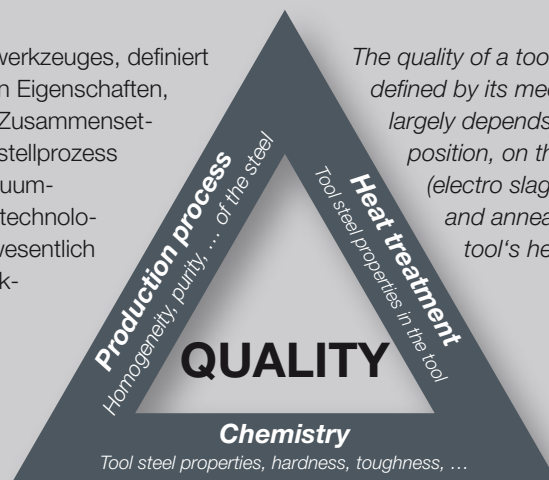 werkzeuges, definiert
n Eigenschaften,
Zusammenset-
stellprozess
uum-
technolo-
wesentlich
k-
The quality of a too
defined by its mec
largely depends
position, on th
(electro slag
and annea
tool‘s he
Production process
Homogeneity, purity, … of the steel
Heat treatment
Tool steel properties in the tool
QUALITY
Chemistry
Tool steel properties, hardness, toughness, …